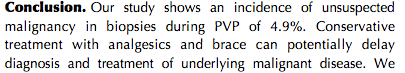 Conclusion. Our study shows an incidence of unsuspected
malignancy in biopsies during PVP of 4.9%. Conservative
treatment with analgesics and brace can potentially delay
diagnosis and treatment of underlying malignant disease. We